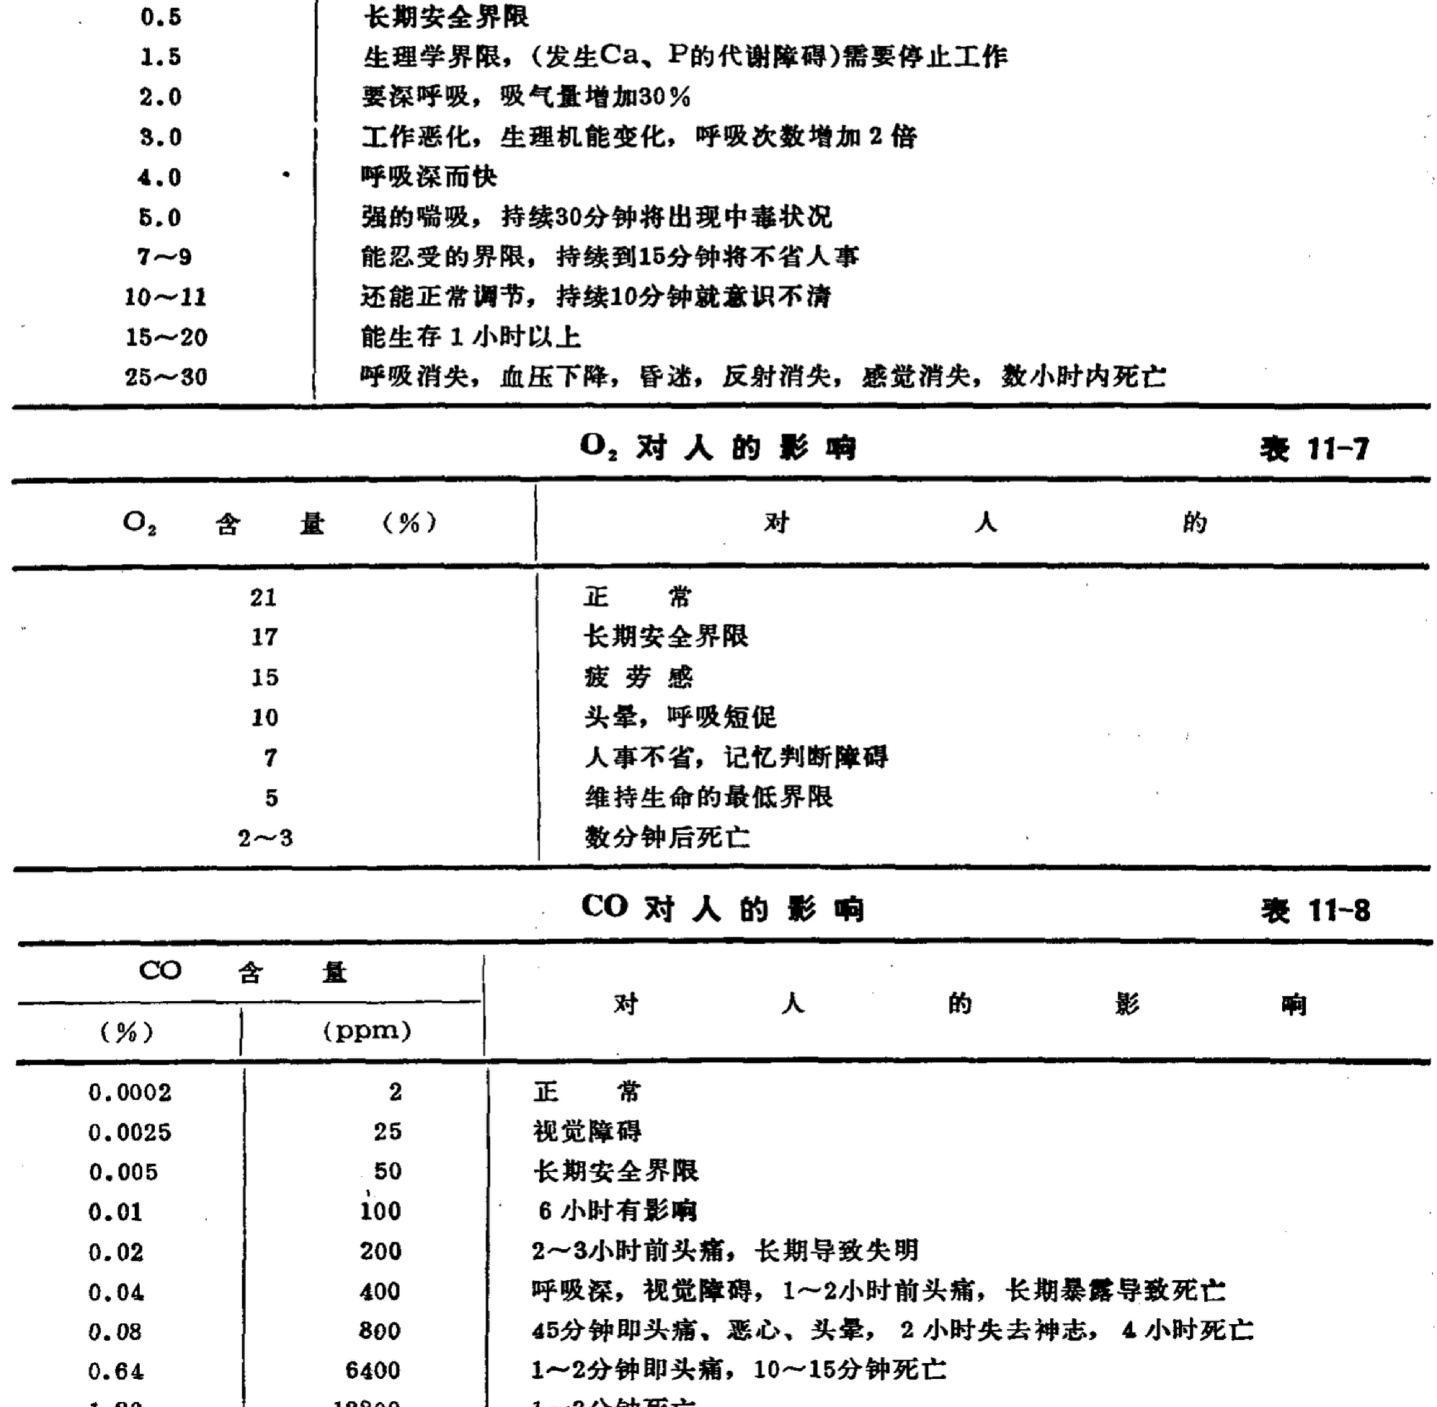 0.5 长期安全界限
1.5 生理学界限，(发生Ca、P的代谢障碍)需要停止工作
2.0 要深呼吸，吸气量增加30%
3.0 工作恶化，生理机能变化，呼吸次数增加2倍
4.0 呼吸深而快
5.0 强的喘吸，持续30分钟将出现中毒状况
7～9 能忍受的界限，持续到15分钟将不省人事
10～11 还能正常调节，持续10分钟就意识不清
15～20 能生存1小时以上
25～30 呼吸消失，血压下降，昏迷，反射消失，感觉消失，数小时内死亡
O₂对人的影响 表 11-7
O₂ 含 量 (%) 对 人 的
21 正 常
17 长期安全界限
15 疲劳感
10 头晕，呼吸短促
7 人事不省，记忆判断障碍
5 维持生命的最低界限
2～3 数分钟后死亡
CO对人的影响 表 11-8
CO 含 量
对 人 的 影 响
(%) (ppm)
0.0002 2 正 常
0.0025 25 视觉障碍
0.005 50 长期安全界限
0.01 100 6小时有影响
0.02 200 2～3小时前头痛，长期导致失明
0.04 400 呼吸深，视觉障碍，1～2小时前头痛，长期暴露导致死亡
0.08 800 45分钟即头痛、恶心、头晕，2小时失去神志，4小时死亡
0.64 6400 1～2分钟即头痛，10～15分钟死亡